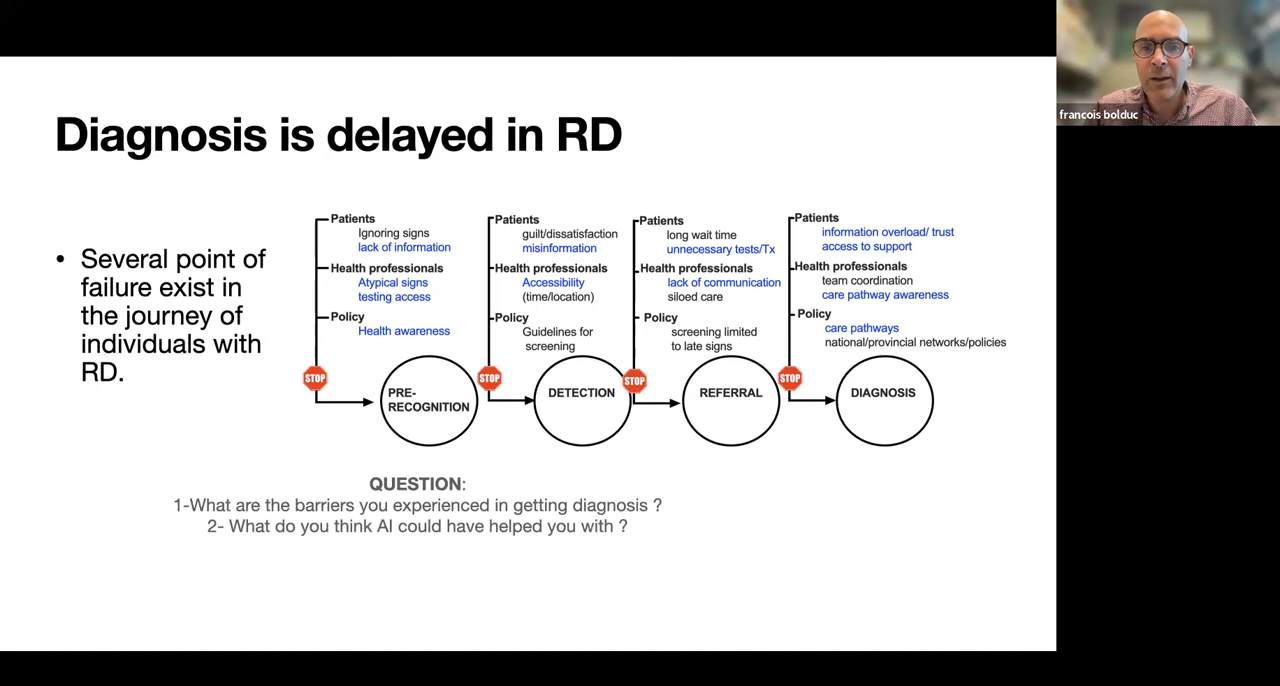 Diagnosis is delayed in RD
• Several point of
failure exist in
the journey of
individuals with
RD.
Patients
Ignoring signs
lack of information
Health professionals
Atypical signs
testing access
Policy
Health awareness
STOP
PRE-
RECOGNITION
Patients
guilt/dissatisfaction
misinformation
Health professionals
Accessibility
(time/location)
Policy
Guidelines for
screening
STOP
DETECTION
Patients
long wait time
unnecessary tests/Tx
Health professionals
lack of communication
siloed care
Policy
screening limited
to late signs
STOP
REFERRAL
Patients
information overload/ trust
access to support
Health professionals
team coordination
care pathway awareness
Policy
care pathways
national/provincial networks/policies
STOP
DIAGNOSIS
QUESTION:
1-What are the barriers you experienced in getting diagnosis ?
2- What do you think AI could have helped you with ?
francois bolduc